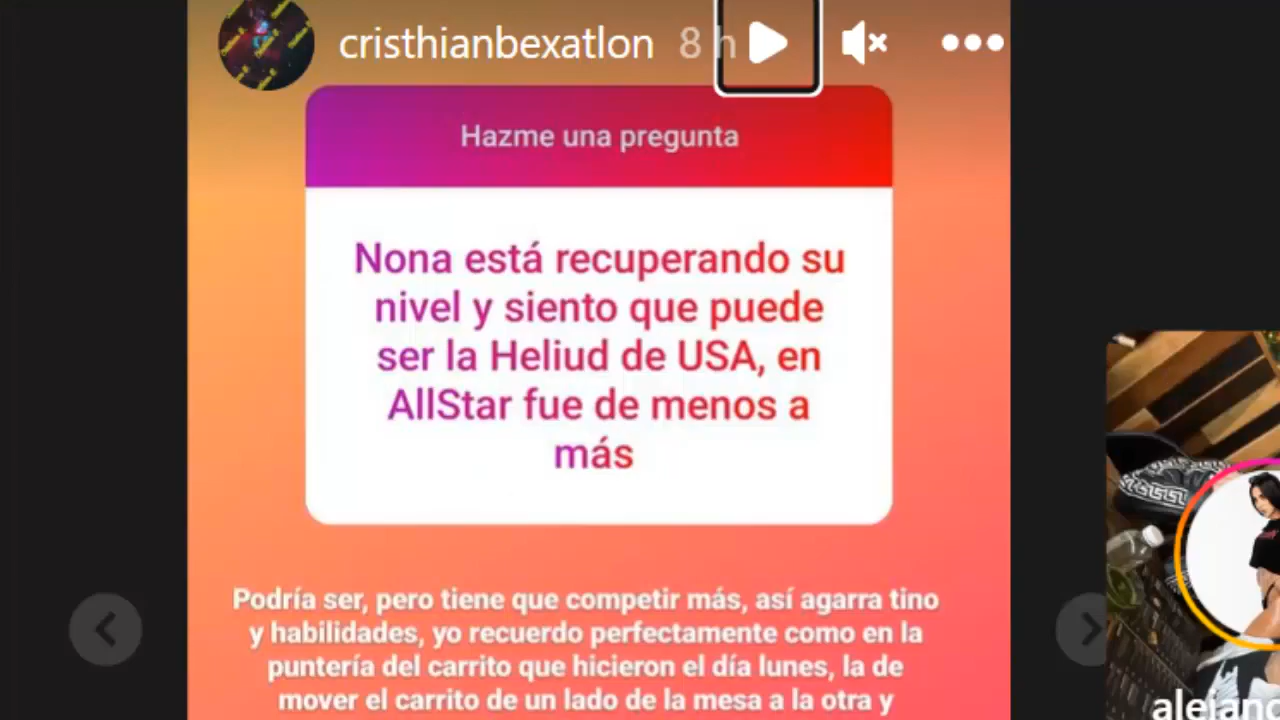 cristhianbexatlon 8 h
Hazme una pregunta
Nona está recuperando su
nivel y siento que puede
ser la Heliud de USA, en
AllStar fue de menos a
más
Podría ser, pero tiene que competir más, así agarra tino
y habilidades, yo recuerdo perfectamente como en la
puntería del carrito que hicieron el día lunes, la de
mover el carrito de un lado de la mesa a la otra y